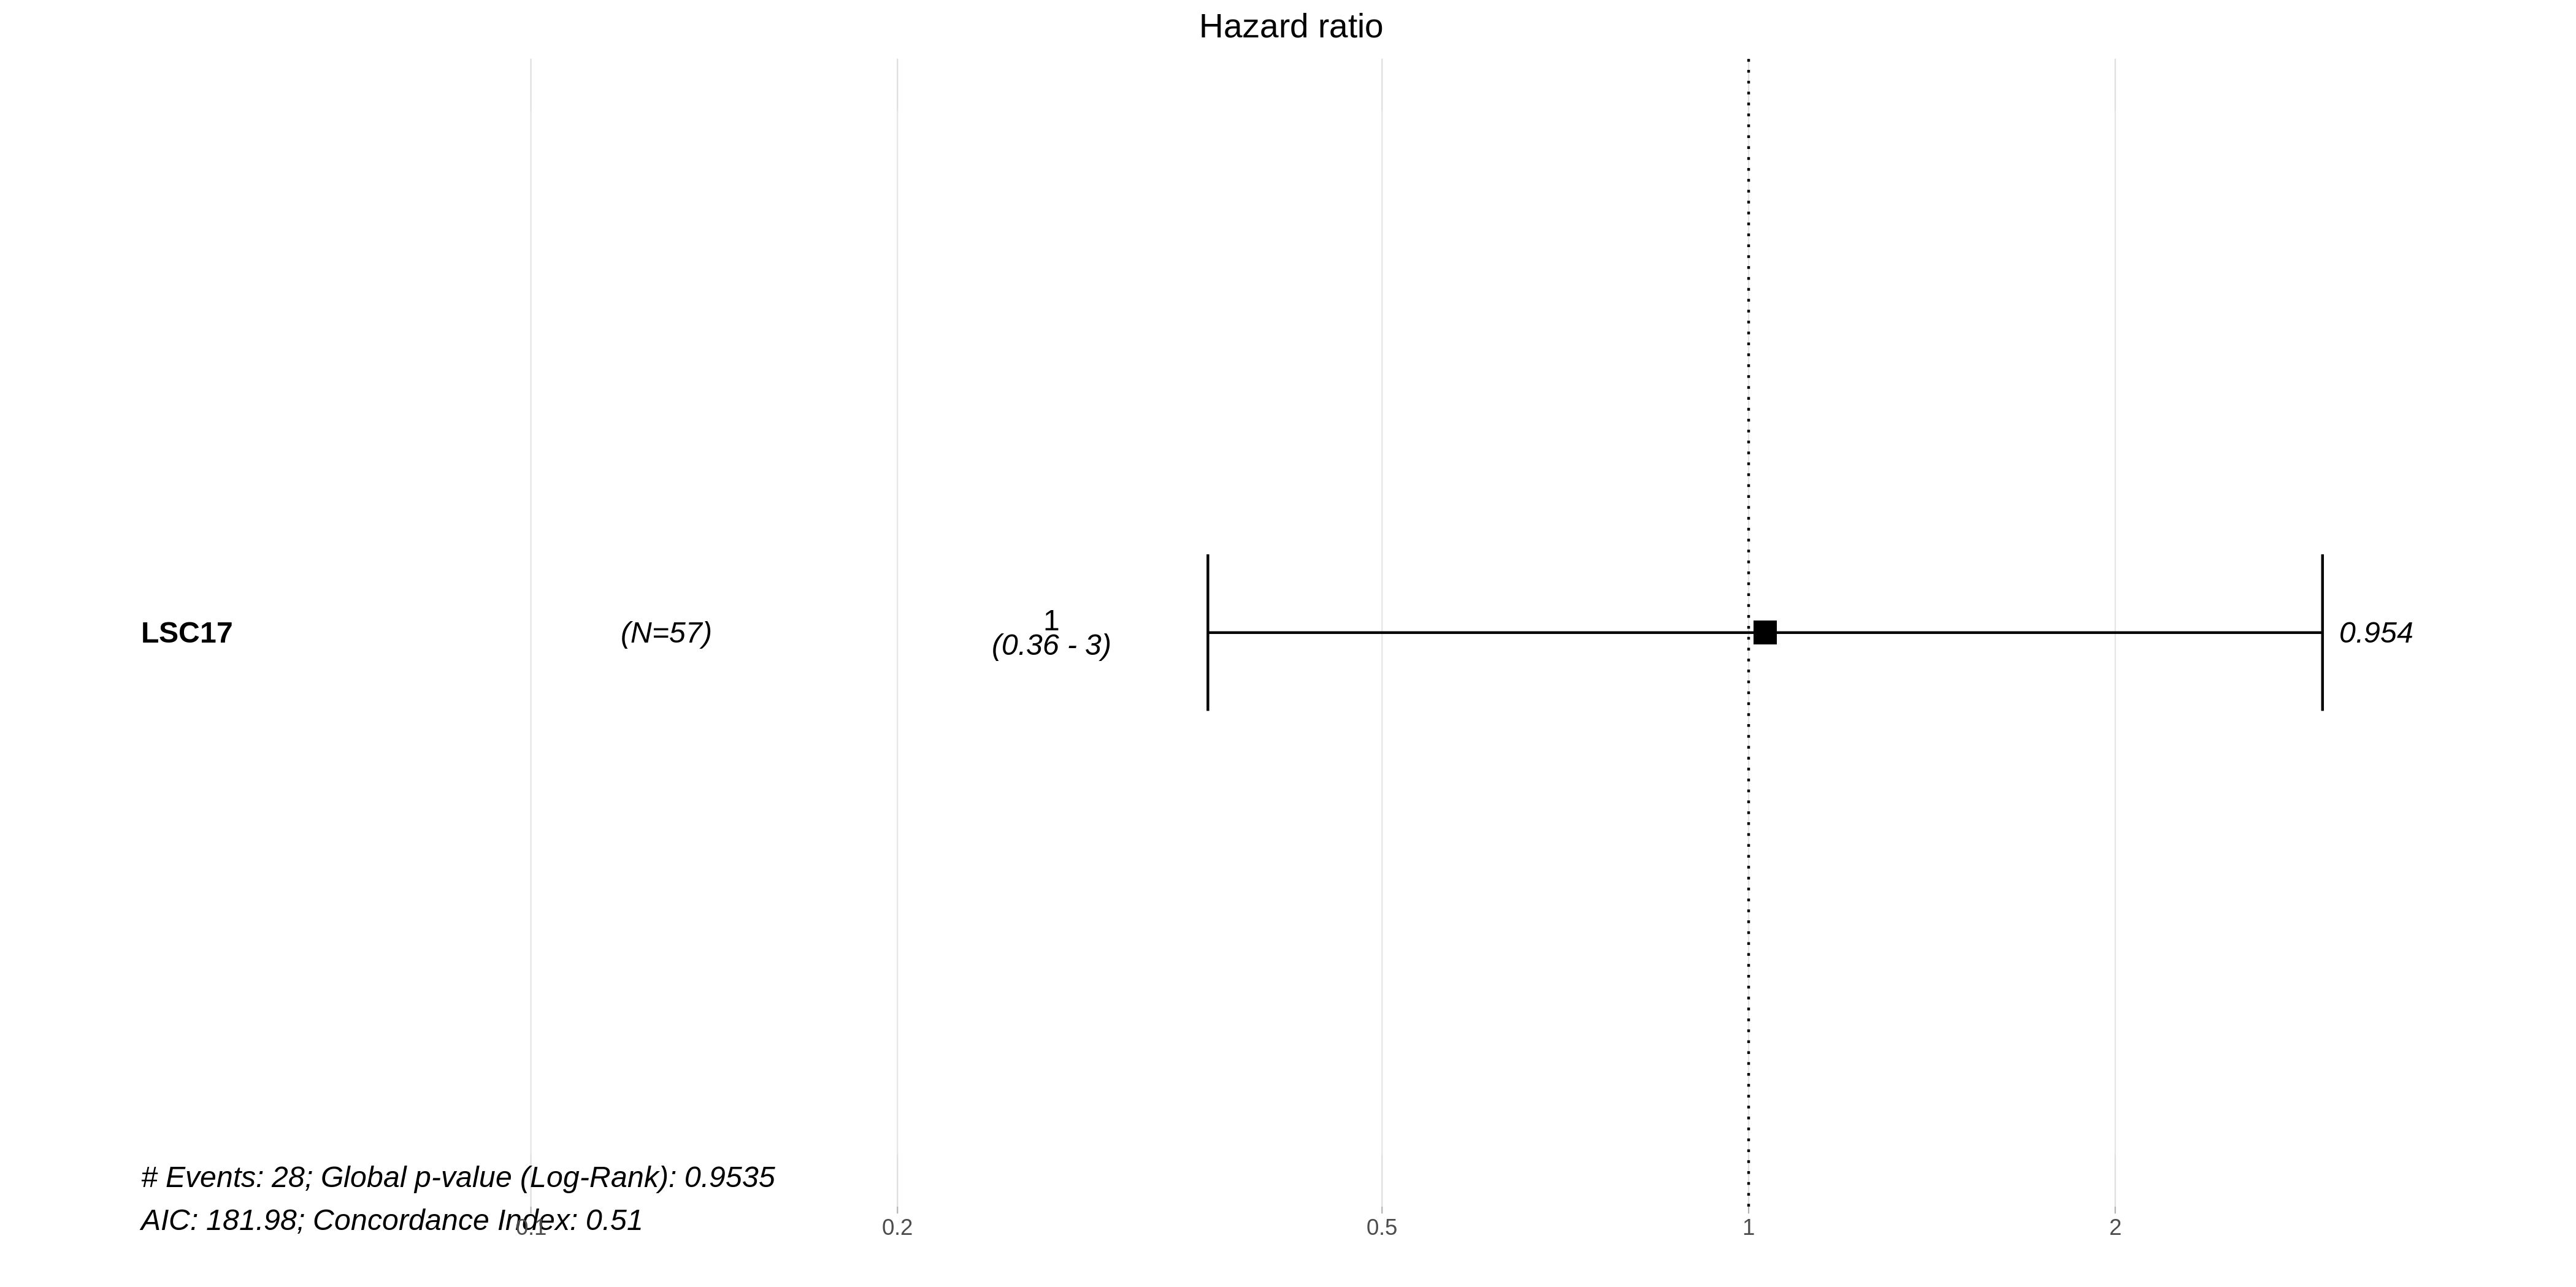 Hazard ratio
LSC17
(N=57)
1
(0.36 - 3)
0.954
# Events: 28; Global p-value (Log-Rank): 0.9535
AIC: 181.98; Concordance Index: 0.51
0.1
0.2
0.5
1
2